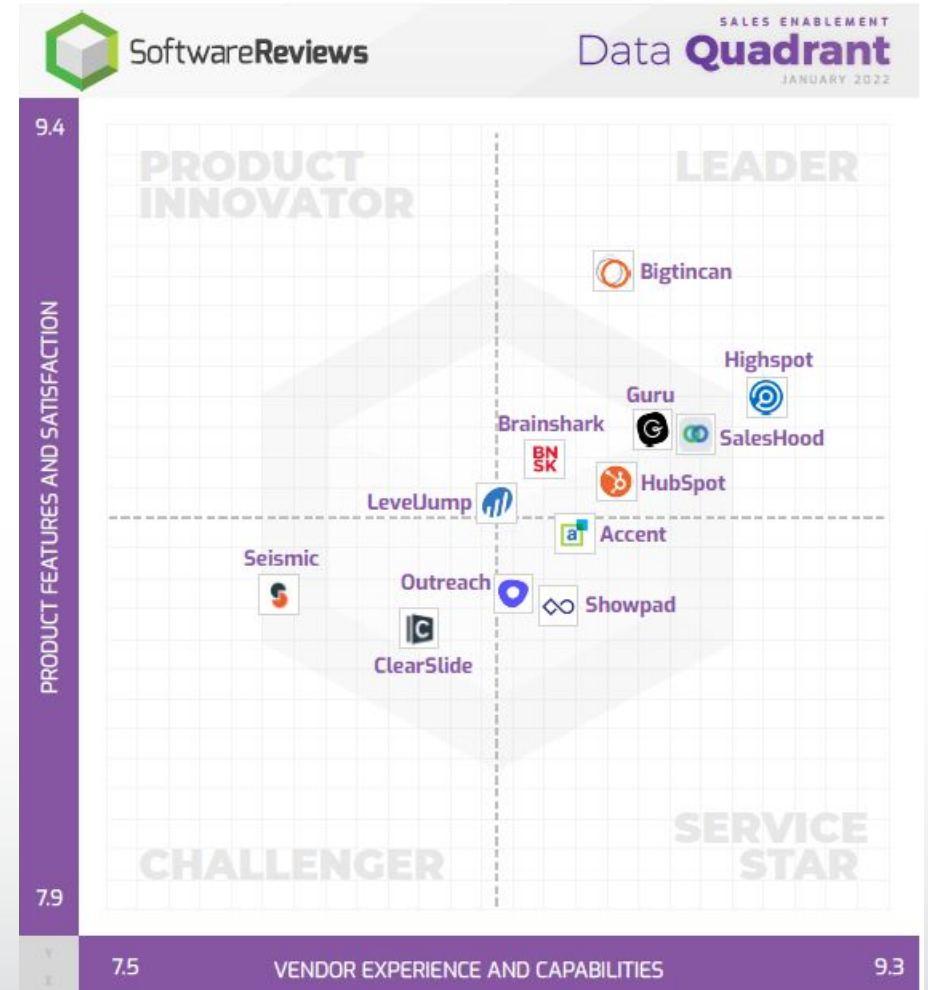 SoftwareReviews
SALES ENABLEMENT
Data Quadrant
JANUARY 2022
9.4
PRODUCT FEATURES AND SATISFACTION
7.9
PRODUCT
INNOVATOR
LEADER
Bigtincan
Highspot
Guru
SalesHood
Brainshark
BN
SK
HubSpot
LevelJump
a
Accent
Seismic
Outreach
Showpad
C
ClearSlide
CHALLENGER
SERVICE
STAR
Y
X
7.5
VENDOR EXPERIENCE AND CAPABILITIES
9.3